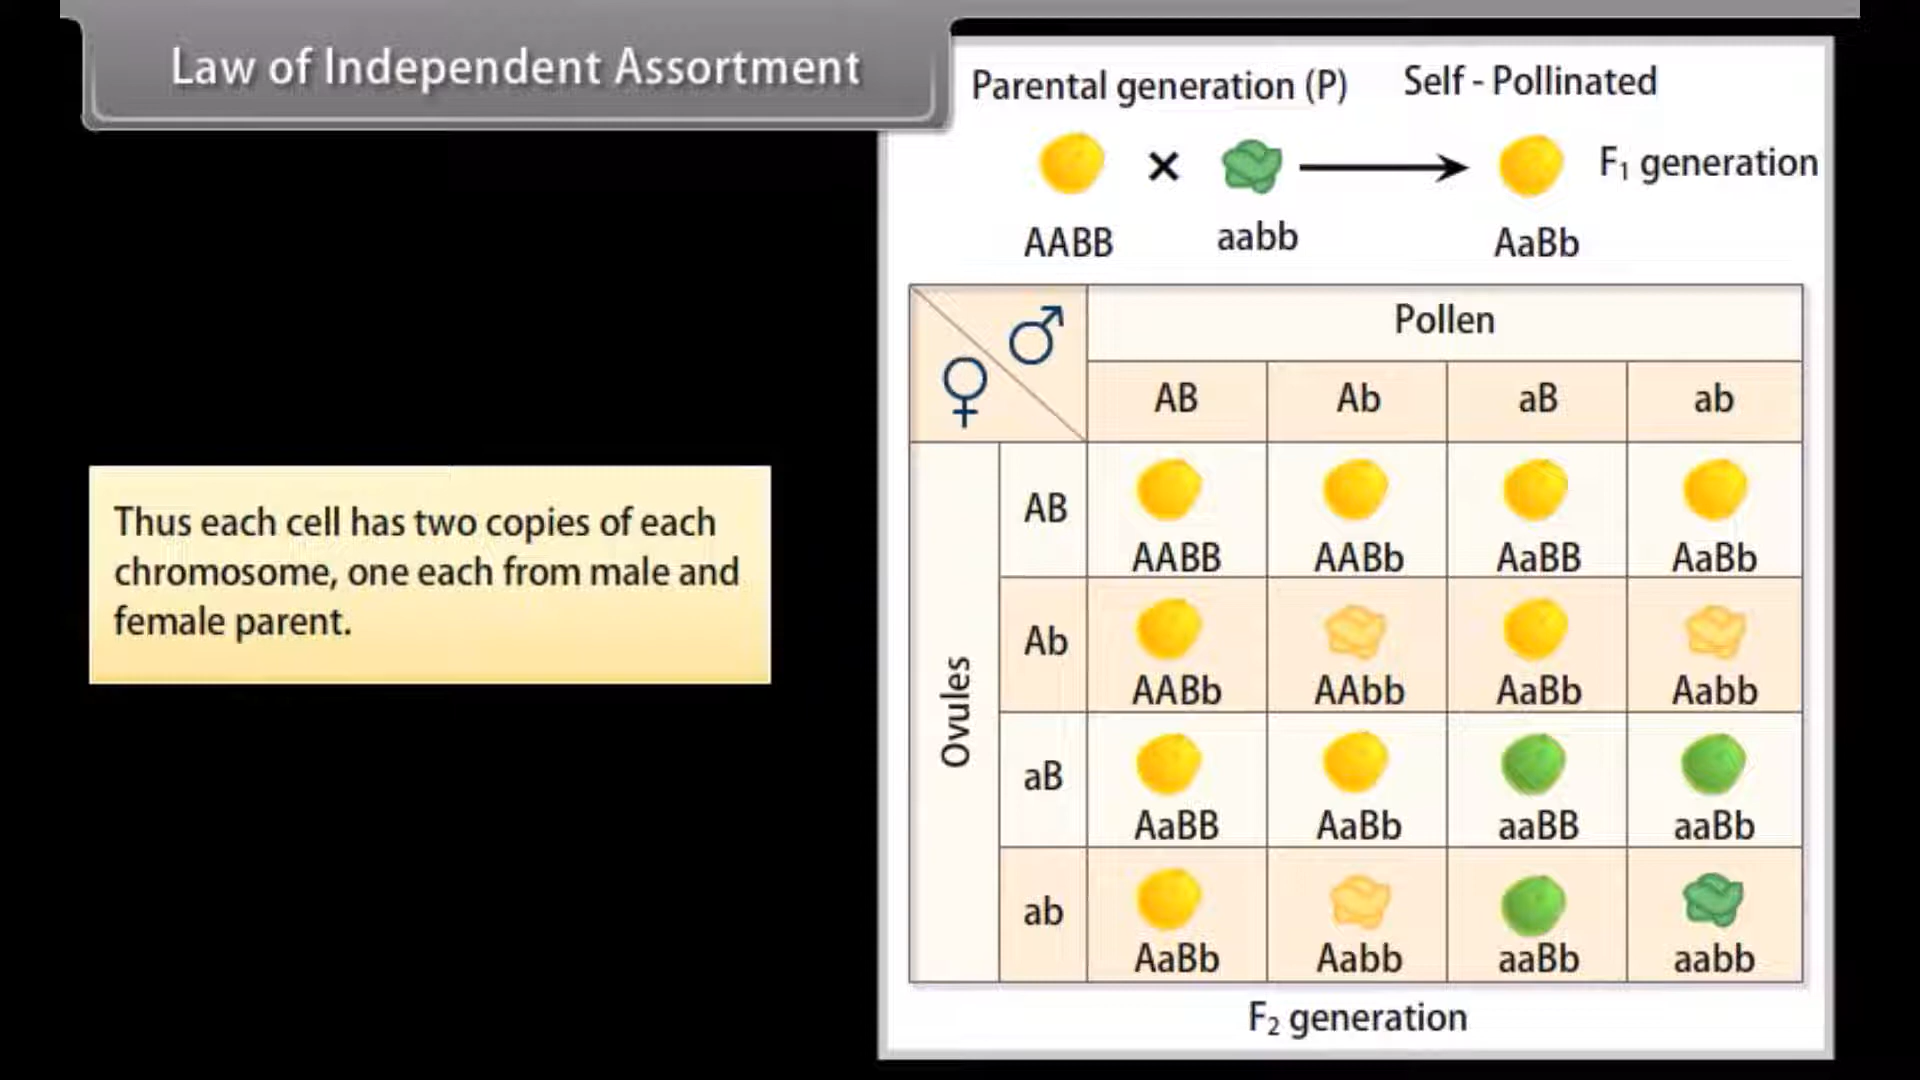 Law of Independent Assortment
Parental generation (P) Self - Pollinated
× F₁ generation
AABB aabb AaBb
♂ Pollen
♀ AB Ab aB ab
Thus each cell has two copies of each
chromosome, one each from male and
female parent.
Ovules
AB
AABB AABb AaBB AaBb
Ab
AABb AAbb AaBb Aabb
aB
AaBB AaBb aaBB aaBb
ab
AaBb Aabb aaBb aabb
F₂ generation